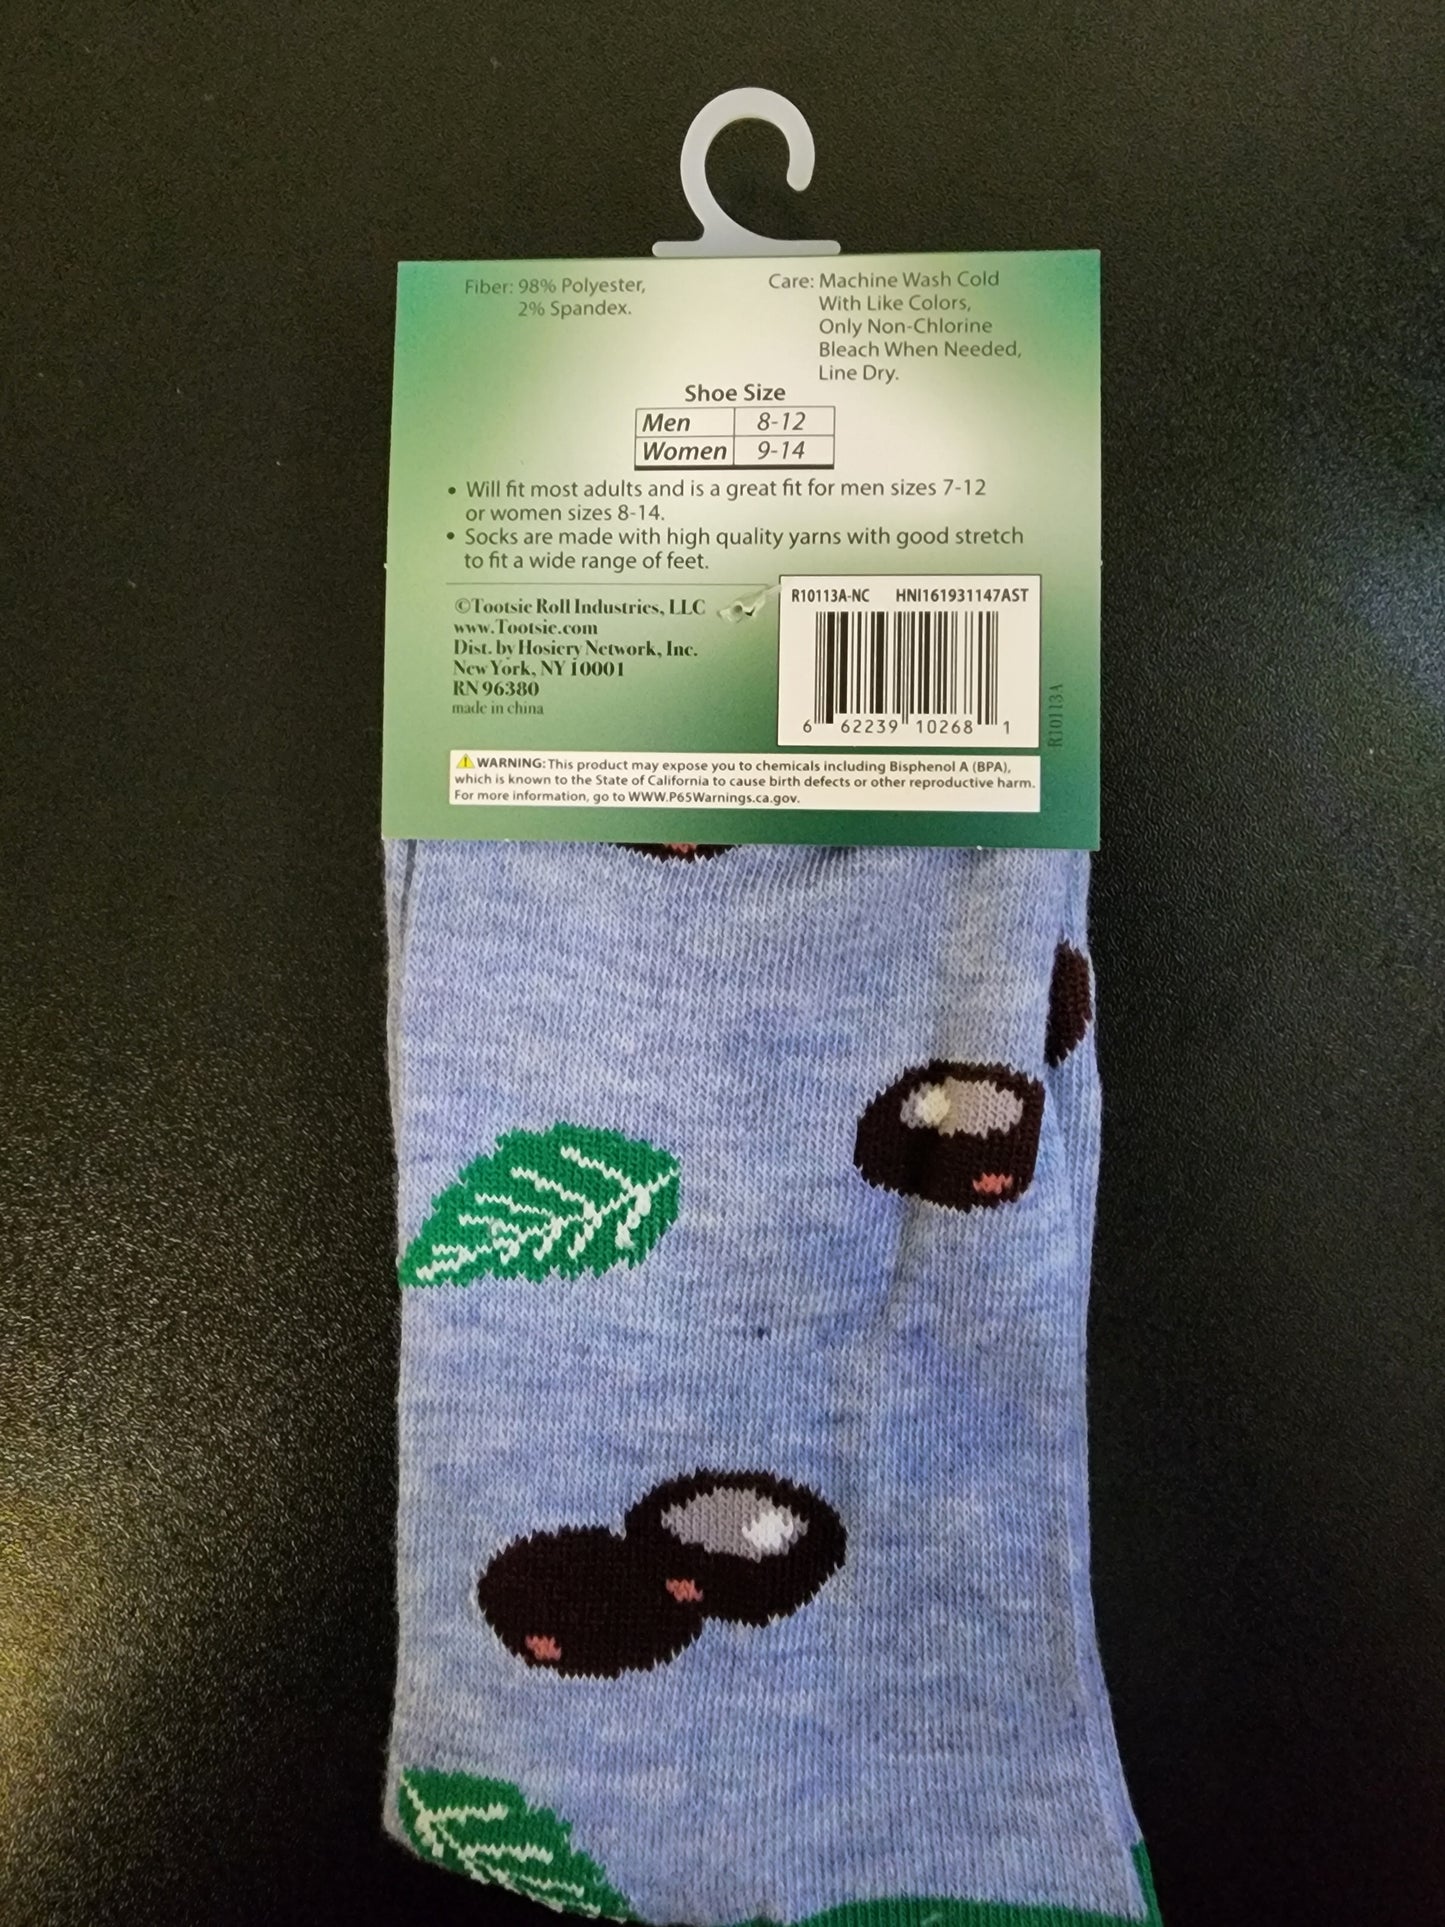 Fiber: 98% Polyester,
2% Spandex.
Care: Machine Wash Cold
With Like Colors,
Only Non-Chlorine
Bleach When Needed,
Line Dry.
Shoe Size
Men 8-12
Women 9-14
• Will fit most adults and is a great fit for men sizes 7-12
or women sizes 8-14.
• Socks are made with high quality yarns with good stretch
to fit a wide range of feet.
©Tootsie Roll Industries, LLC
www.Tootsie.com
Dist. by Hosiery Network, Inc.
New York, NY 10001
RN 96380
made in china
R10113A-NC HNI161931147AST
6 62239 10268 1
R10113A
WARNING: This product may expose you to chemicals including Bisphenol A (BPA),
which is known to the State of California to cause birth defects or other reproductive harm.
For more information, go to WWW.P65Warnings.ca.gov.